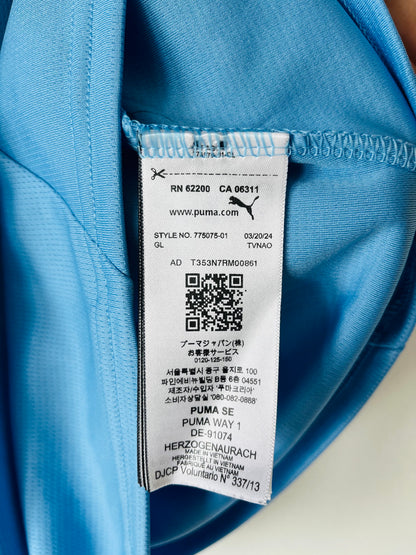 RN 62200 CA 06311
www.puma.com
STYLE NO. 775075-01 03/20/24
GL TVNAO
AD T353N7RM00861
プーマジャパン(株)
お客様サービス
0120-125-150
서울특별시 중구 을지로 100
파인에비뉴빌딩 B동 6층 04551
제조자/수입자 '푸마코리아'
소비자상담실 '080-082-0888'
PUMA SE
PUMA WAY 1
DE-91074
HERZOGENAURACH
MADE IN VIETNAM
HERGESTELLT IN VIETNAM
FABRIQUÉ AU VIETNAM
DJCP Voluntario N° 337/13